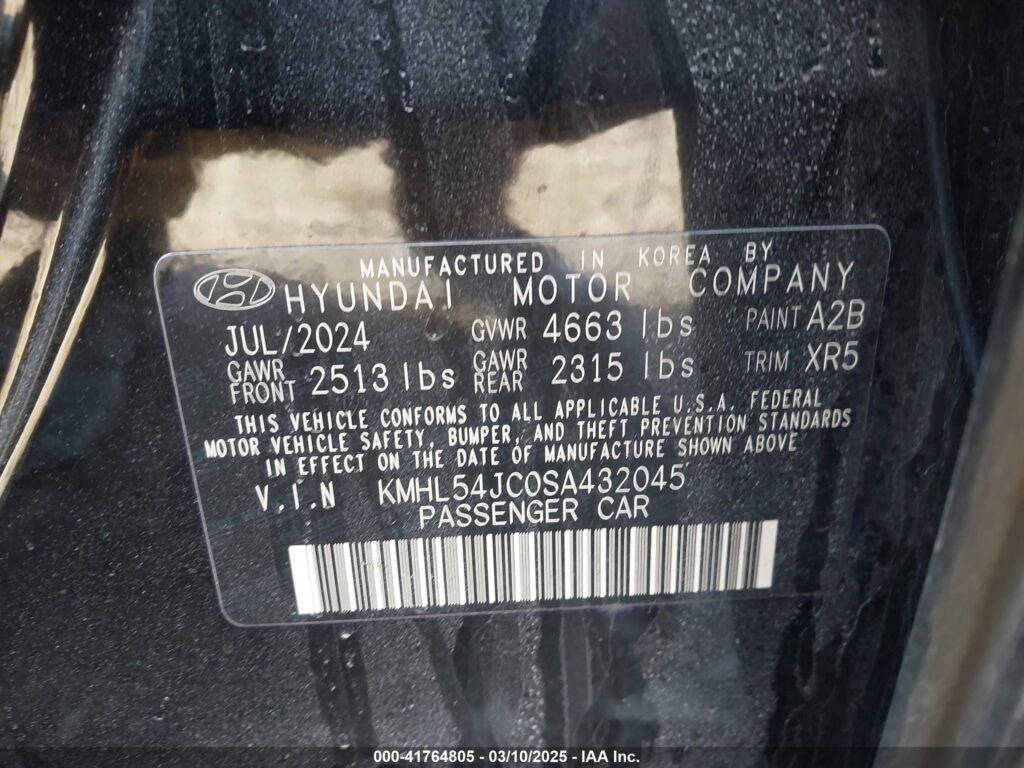 MANUFACTURED IN KOREA BY
HYUNDAI MOTOR COMPANY
JUL/2024 GVWR 4663 lbs PAINT A2B
GAWR FRONT 2513 lbs GAWR REAR 2315 lbs TRIM XR5
THIS VEHICLE CONFORMS TO ALL APPLICABLE U.S.A. FEDERAL
MOTOR VEHICLE SAFETY, BUMPER, AND THEFT PREVENTION STANDARDS
IN EFFECT ON THE DATE OF MANUFACTURE SHOWN ABOVE
V.I.N KMHL54JC0SA432045
PASSENGER CAR
000-41764805 - 03/10/2025 - IAA Inc.